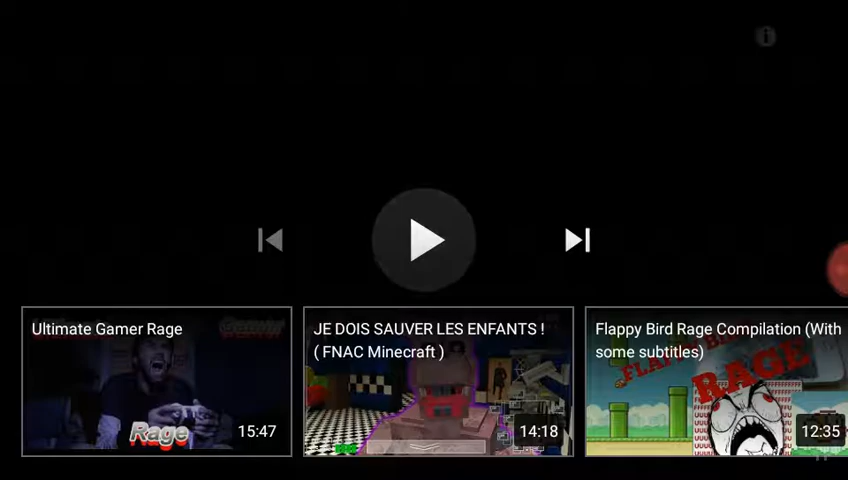 Ultimate Gamer Rage
Rage
15:47
JE DOIS SAUVER LES ENFANTS !
( FNAC Minecraft )
14:18
Flappy Bird Rage Compilation (With
some subtitles)
RAGE
12:35